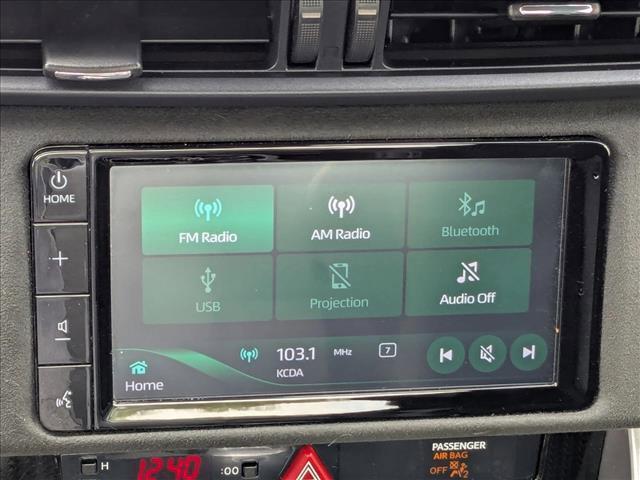 HOME
FM Radio
AM Radio
Bluetooth
USB
Projection
Audio Off
Home
103.1 MHz 7
KCDA
H 12:40 :00
PASSENGER
AIR BAG
OFF 2